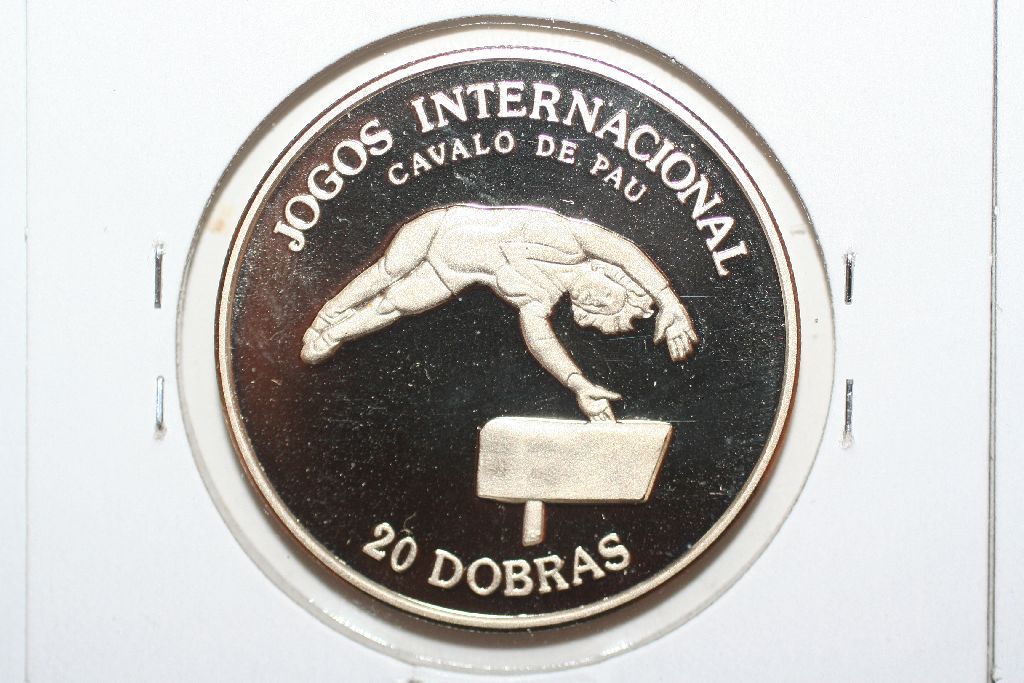 JOGOS INTERNACIONAL
CAVALO DE PAU
20 DOBRAS